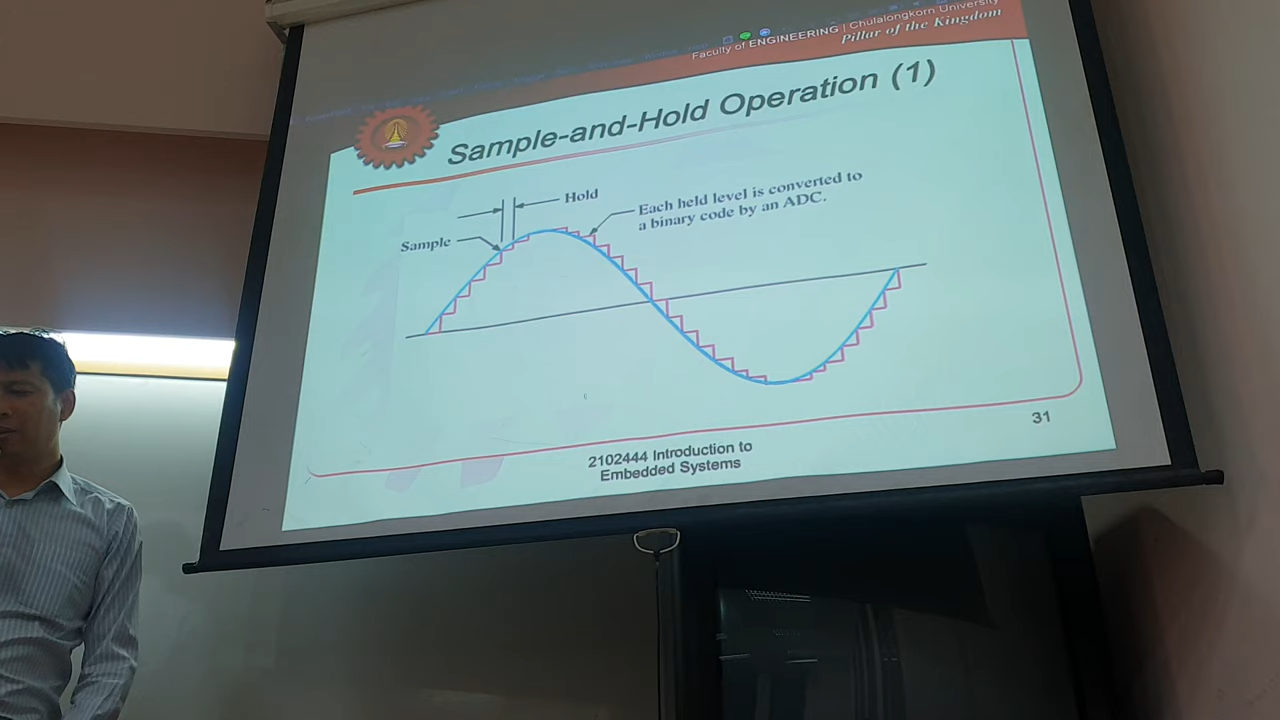 Faculty of ENGINEERING | Chulalongkorn University
Pillar of the Kingdom
Sample-and-Hold Operation (1)
Hold
Each held level is converted to
a binary code by an ADC.
Sample
31
2102444 Introduction to
Embedded Systems